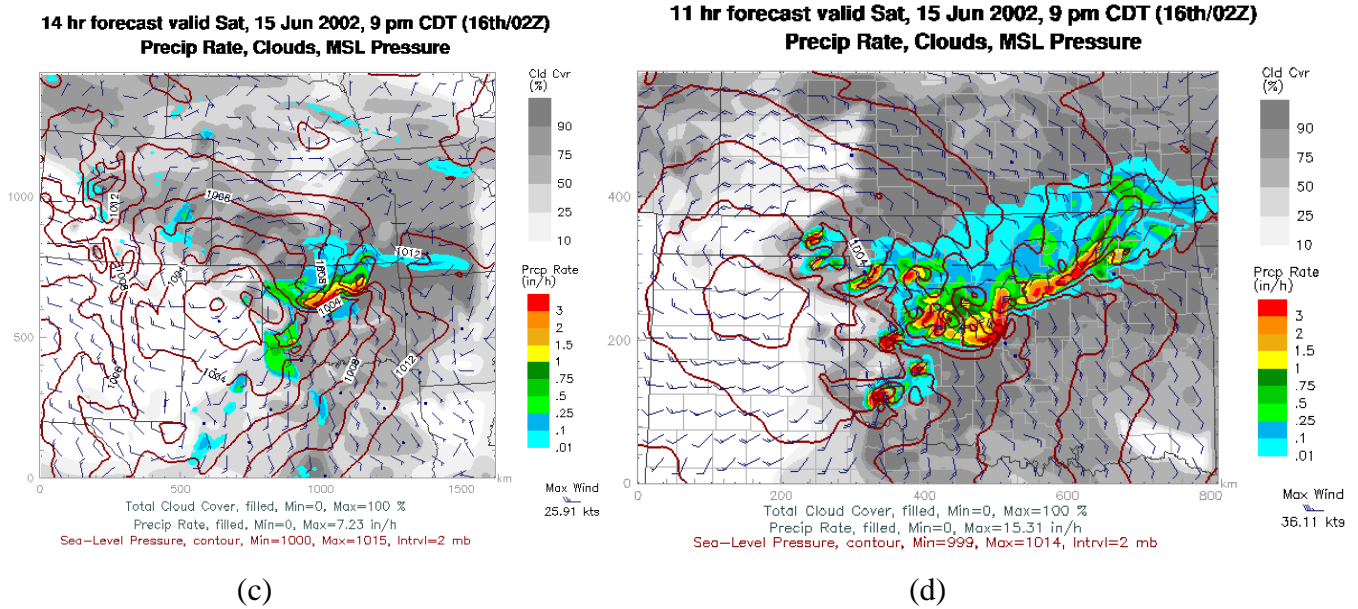 14 hr forecast valid Sat, 15 Jun 2002, 9 pm CDT (16th/02Z)
Precip Rate, Clouds, MSL Pressure
Cld Cvr
(%)
90
75
50
25
10
Prcp Rate
(in/h)
3
2
1.5
1
.75
.5
.25
.1
.01
Max Wind
25.91 kts
1000
500
0
0
500
1000
1500
km
1012
1008
1004
1008
1008
1004
1012
1004
1008
1012
1008
Total Cloud Cover, filled, Min=0, Max=100 %
Precip Rate, filled, Min=0, Max=7.23 in/h
Sea-Level Pressure, contour, Min=1000, Max=1015, Intrvl=2 mb
(c)
11 hr forecast valid Sat, 15 Jun 2002, 9 pm CDT (16th/02Z)
Precip Rate, Clouds, MSL Pressure
Cld Cvr
(%)
90
75
50
25
10
Prcp Rate
(in/h)
3
2
1.5
1
.75
.5
.25
.1
.01
Max Wind
36.11 kts
400
200
0
0
200
400
600
800
km
1004
Total Cloud Cover, filled, Min=0, Max=100 %
Precip Rate, filled, Min=0, Max=15.31 in/h
Sea-Level Pressure, contour, Min=999, Max=1014, Intrvl=2 mb
(d)